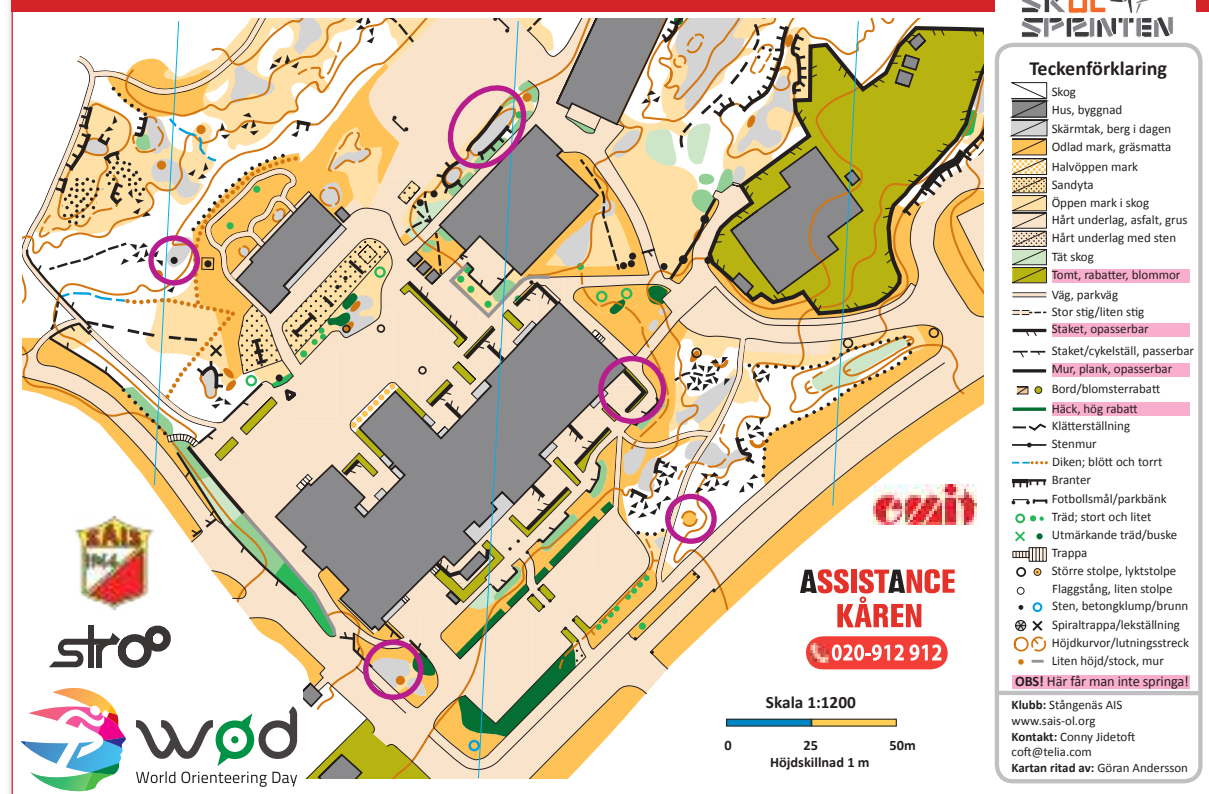 SKOL
SPRINTEN
Teckenförklaring
Skog
Hus, byggnad
Skärmtak, berg i dagen
Odlad mark, gräsmatta
Halvöppen mark
Sandyta
Öppen mark i skog
Hårt underlag, asfalt, grus
Hårt underlag med sten
Tät skog
Tomt, rabatter, blommor
Väg, parkväg
Stor stig/liten stig
Staket, opasserbar
Staket/cykelställ, passerbar
Mur, plank, opasserbar
Bord/blomsterrabatt
Häck, hög rabatt
Klätterställning
Stenmur
Diken; blött och torrt
Branter
Fotbollsmål/parkbänk
Träd; stort och litet
Utmärkande träd/buske
Trappa
Större stolpe, lyktstolpe
Flaggstång, liten stolpe
Sten, betongklump/brunn
Spiraltrappa/lekställning
Höjdkurvor/lutningsstreck
Liten höjd/stock, mur
OBS! Här får man inte springa!
Klubb: Stångenäs AIS
www.sais-ol.org
Kontakt: Conny Jidetoft
coft@telia.com
Kartan ritad av: Göran Andersson
emit
ASSISTANCE
KÅREN
020-912 912
Skala 1:1200
0 25 50m
Höjdskillnad 1 m
SAIS
1944
stroo
wod
World Orienteering Day